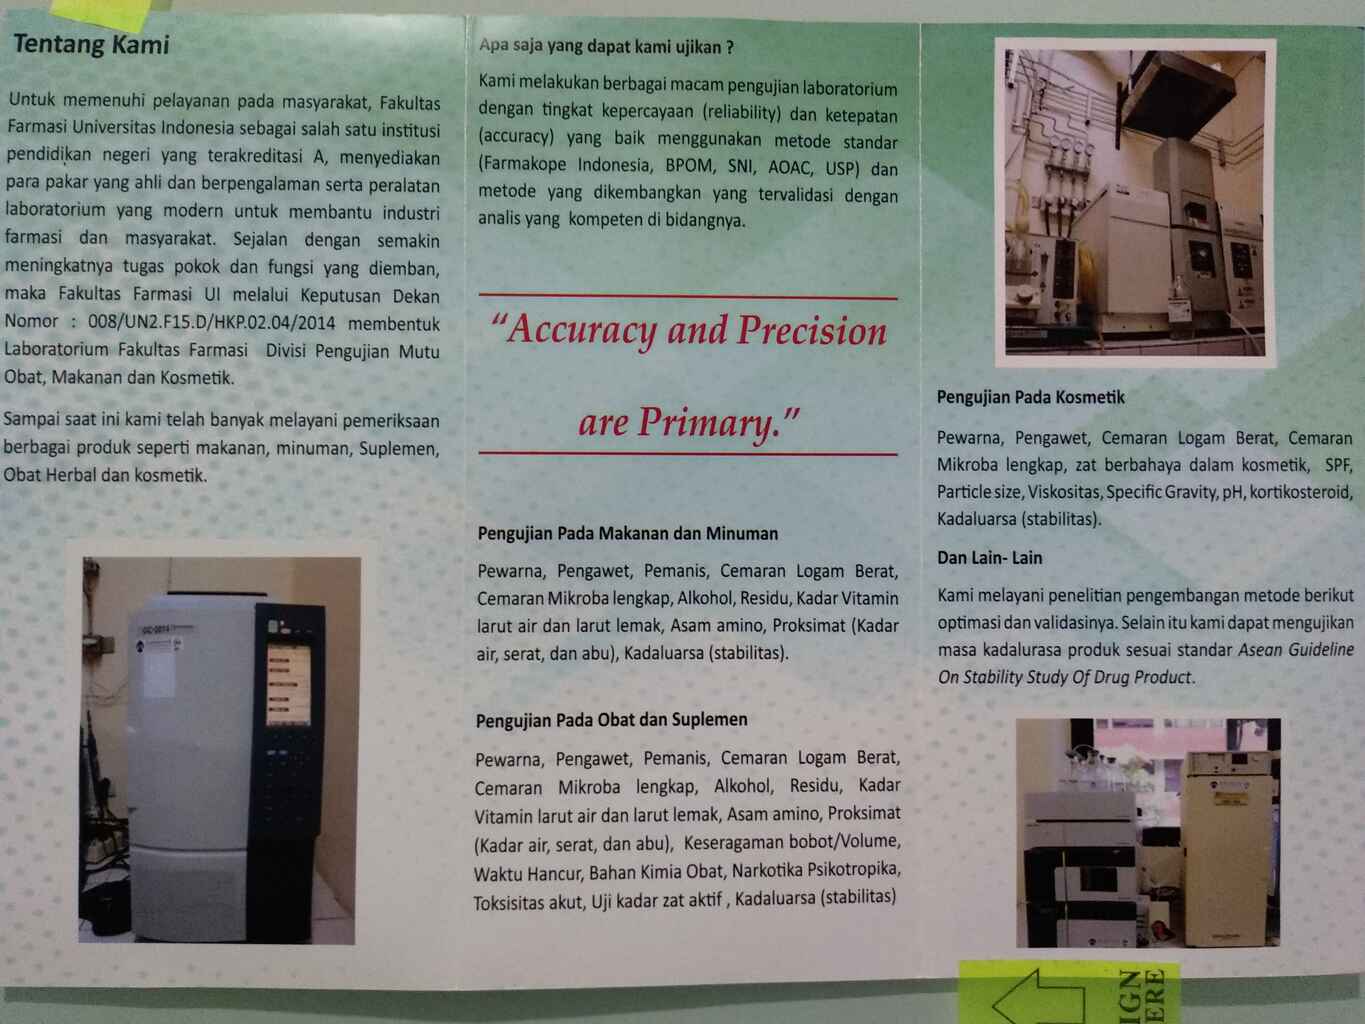 Tentang Kami
Untuk memenuhi pelayanan pada masyarakat, Fakultas
Farmasi Universitas Indonesia sebagai salah satu institusi
pendidikan negeri yang terakreditasi A, menyediakan
para pakar yang ahli dan berpengalaman serta peralatan
laboratorium yang modern untuk membantu industri
farmasi dan masyarakat. Sejalan dengan semakin
meningkatnya tugas pokok dan fungsi yang diemban,
maka Fakultas Farmasi UI melalui Keputusan Dekan
Nomor : 008/UN2.F15.D/HKP.02.04/2014 membentuk
Laboratorium Fakultas Farmasi Divisi Pengujian Mutu
Obat, Makanan dan Kosmetik.
Sampai saat ini kami telah banyak melayani pemeriksaan
berbagai produk seperti makanan, minuman, Suplemen,
Obat Herbal dan kosmetik.
GC-2014
Apa saja yang dapat kami ujikan ?
Kami melakukan berbagai macam pengujian laboratorium
dengan tingkat kepercayaan (reliability) dan ketepatan
(accuracy) yang baik menggunakan metode standar
(Farmakope Indonesia, BPOM, SNI, AOAC, USP) dan
metode yang dikembangkan yang tervalidasi dengan
analis yang kompeten di bidangnya.
“Accuracy and Precision
are Primary.”
Pengujian Pada Makanan dan Minuman
Pewarna, Pengawet, Pemanis, Cemaran Logam Berat,
Cemaran Mikroba lengkap, Alkohol, Residu, Kadar Vitamin
larut air dan larut lemak, Asam amino, Proksimat (Kadar
air, serat, dan abu), Kadaluarsa (stabilitas).
Pengujian Pada Obat dan Suplemen
Pewarna, Pengawet, Pemanis, Cemaran Logam Berat,
Cemaran Mikroba lengkap, Alkohol, Residu, Kadar
Vitamin larut air dan larut lemak, Asam amino, Proksimat
(Kadar air, serat, dan abu), Keseragaman bobot/Volume,
Waktu Hancur, Bahan Kimia Obat, Narkotika Psikotropika,
Toksisitas akut, Uji kadar zat aktif , Kadaluarsa (stabilitas)
Pengujian Pada Kosmetik
Pewarna, Pengawet, Cemaran Logam Berat, Cemaran
Mikroba lengkap, zat berbahaya dalam kosmetik, SPF,
Particle size, Viskositas, Specific Gravity, pH, kortikosteroid,
Kadaluarsa (stabilitas).
Dan Lain- Lain
Kami melayani penelitian pengembangan metode berikut
optimasi dan validasinya. Selain itu kami dapat mengujikan
masa kadalurasa produk sesuai standar Asean Guideline
On Stability Study Of Drug Product.
IGN
ERE